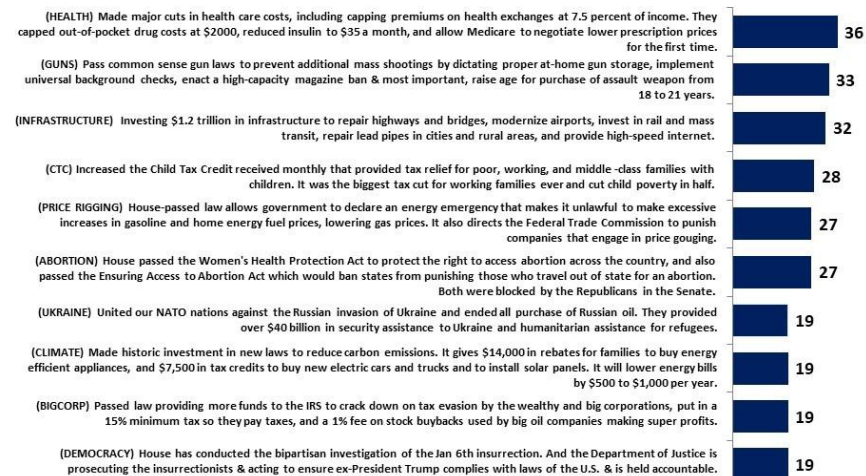 (HEALTH) Made major cuts in health care costs, including capping premiums on health exchanges at 7.5 percent of income. They
capped out-of-pocket drug costs at $2000, reduced insulin to $35 a month, and allow Medicare to negotiate lower prescription prices
for the first time.
36
(GUNS) Pass common sense gun laws to prevent additional mass shootings by dictating proper at-home gun storage, implement
universal background checks, enact a high-capacity magazine ban & most important, raise age for purchase of assault weapon from
18 to 21 years.
33
(INFRASTRUCTURE) Investing $1.2 trillion in infrastructure to repair highways and bridges, modernize airports, invest in rail and mass
transit, repair lead pipes in cities and rural areas, and provide high-speed internet.
32
(CTC) Increased the Child Tax Credit received monthly that provided tax relief for poor, working, and middle -class families with
children. It was the biggest tax cut for working families ever and cut child poverty in half.
28
(PRICE RIGGING) House-passed law allows government to declare an energy emergency that makes it unlawful to make excessive
increases in gasoline and home energy fuel prices, lowering gas prices. It also directs the Federal Trade Commission to punish
companies that engage in price gouging.
27
(ABORTION) House passed the Women's Health Protection Act to protect the right to access abortion across the country, and also
passed the Ensuring Access to Abortion Act which would ban states from punishing those who travel out of state for an abortion.
Both were blocked by the Republicans in the Senate.
27
(UKRAINE) United our NATO nations against the Russian invasion of Ukraine and ended all purchase of Russian oil. They provided
over $40 billion in security assistance to Ukraine and humanitarian assistance for refugees.
19
(CLIMATE) Made historic investment in new laws to reduce carbon emissions. It gives $14,000 in rebates for families to buy energy
efficient appliances, and $7,500 in tax credits to buy new electric cars and trucks and to install solar panels. It will lower energy bills
by $500 to $1,000 per year.
19
(BIGCORP) Passed law providing more funds to the IRS to crack down on tax evasion by the wealthy and big corporations, put in a
15% minimum tax so they pay taxes, and a 1% fee on stock buybacks used by big oil companies making super profits.
19
(DEMOCRACY) House has conducted the bipartisan investigation of the Jan 6th insurrection. And the Department of Justice is
prosecuting the insurrectionists & acting to ensure ex-President Trump complies with laws of the U.S. & is held accountable.
19